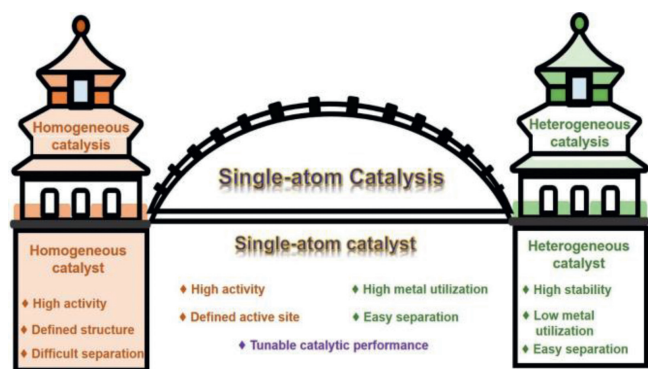 Homogeneous
catalysis
Single-atom Catalysis
Heterogeneous
catalysis
Homogeneous
catalyst
♦ High activity
♦ Defined structure
♦ Difficult separation
Single-atom catalyst
♦ High activity
♦ High metal utilization
♦ Defined active site
♦ Easy separation
♦ Tunable catalytic performance
Heterogeneous
catalyst
♦ High stability
♦ Low metal
utilization
♦ Easy separation